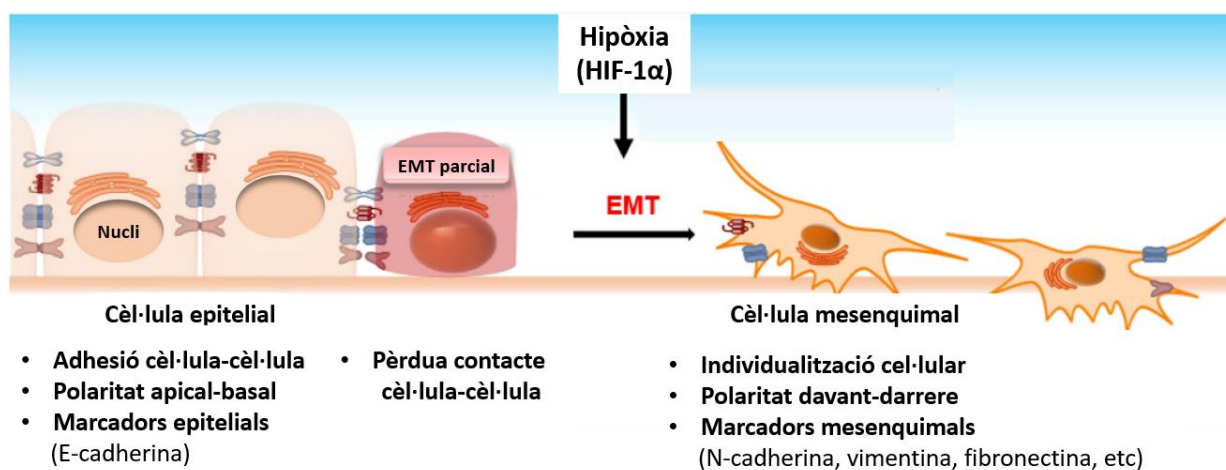 Hipòxia
(HIF-1α)
EMT parcial
Nucli
EMT
Cèl·lula epitelial
• Adhesió cèl·lula-cèl·lula
• Polaritat apical-basal
• Marcadors epitelials
(E-cadherina)
• Pèrdua contacte
cèl·lula-cèl·lula
Cèl·lula mesenquimal
• Individualització cel·lular
• Polaritat davant-darrere
• Marcadors mesenquimals
(N-cadherina, vimentina, fibronectina, etc)